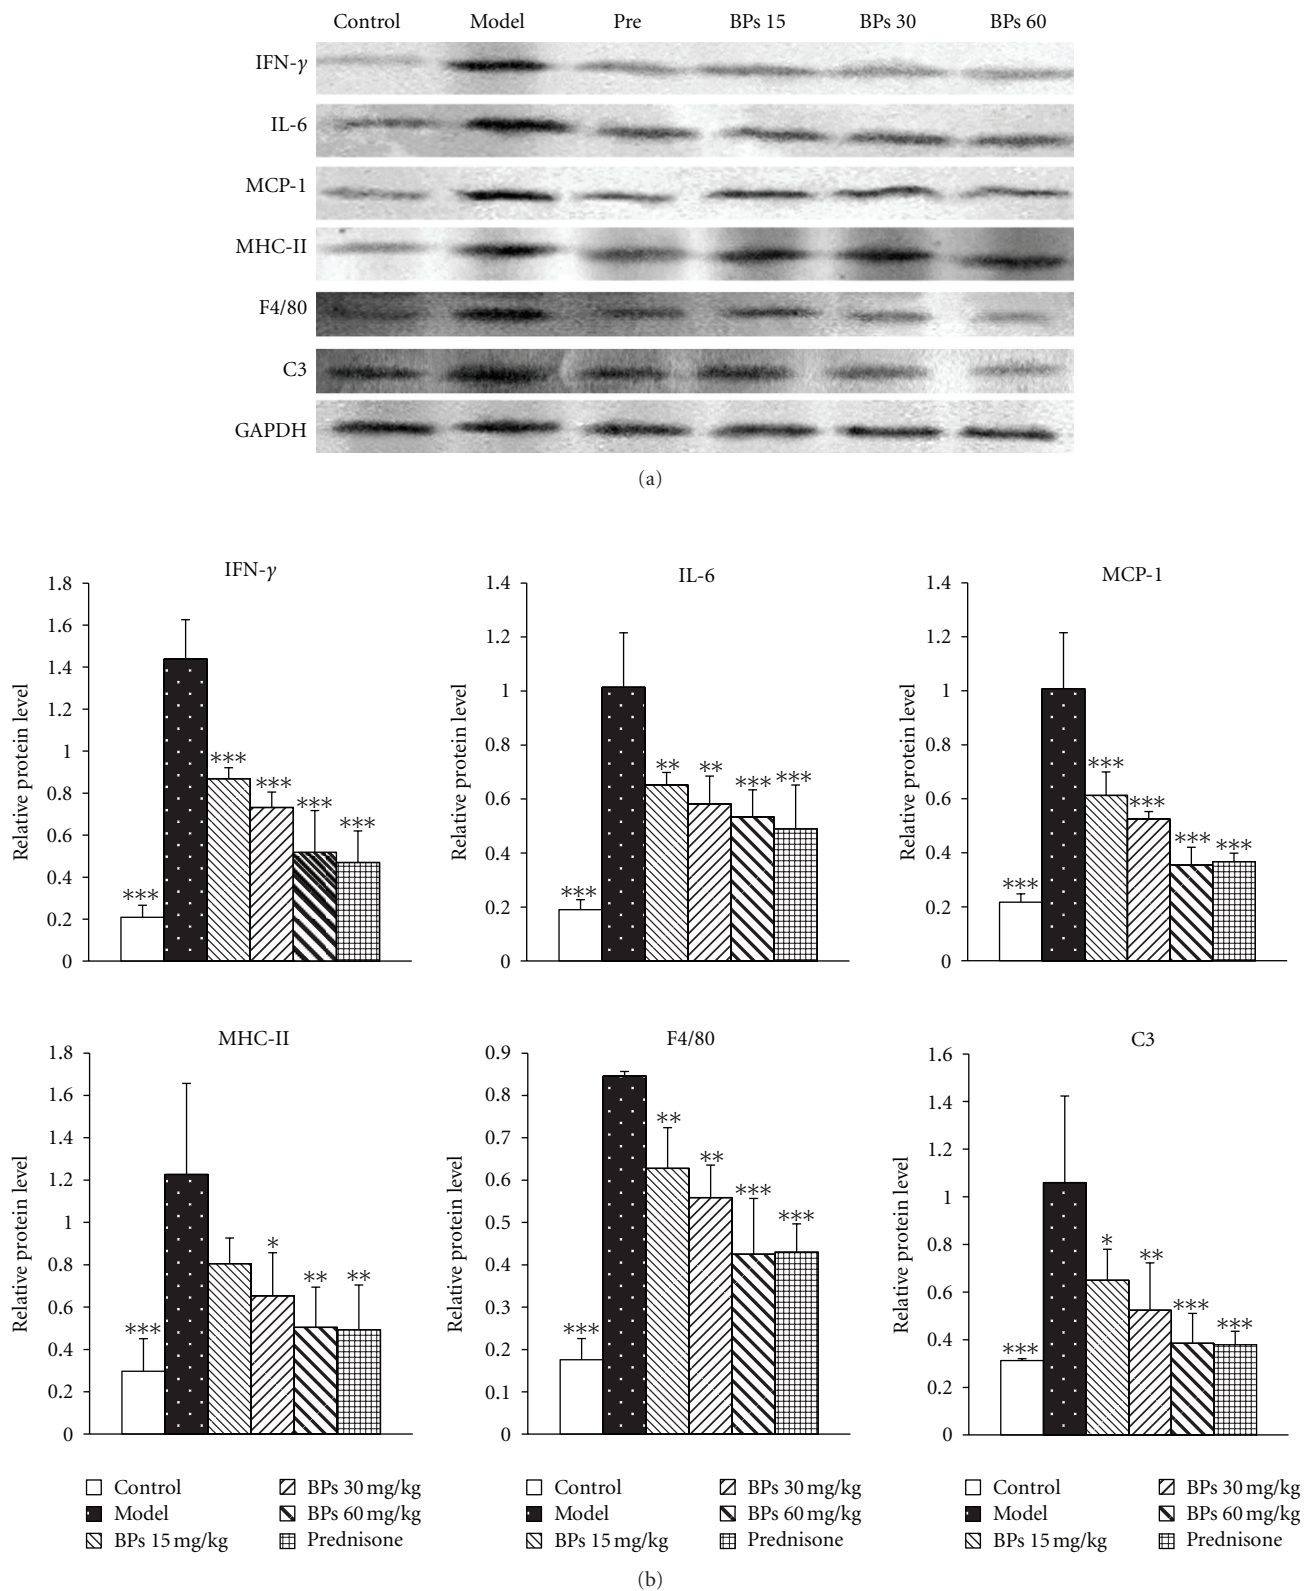 Control Model Pre BPs 15 BPs 30 BPs 60
IFN-γ
IL-6
MCP-1
MHC-II
F4/80
C3
GAPDH
(a)
IFN-γ
Relative protein level
1.8
1.6
1.4
1.2
1
0.8
0.6
0.4
0.2
0
***
***
***
***
***
IL-6
Relative protein level
1.4
1.2
1
0.8
0.6
0.4
0.2
0
***
**
**
***
***
MCP-1
Relative protein level
1.4
1.2
1
0.8
0.6
0.4
0.2
0
***
***
***
***
***
MHC-II
Relative protein level
1.8
1.6
1.4
1.2
1
0.8
0.6
0.4
0.2
0
***
*
**
**
F4/80
Relative protein level
0.9
0.8
0.7
0.6
0.5
0.4
0.3
0.2
0.1
0
***
**
**
***
***
C3
Relative protein level
1.6
1.4
1.2
1
0.8
0.6
0.4
0.2
0
***
*
**
***
***
Control
Model
BPs 15 mg/kg
BPs 30 mg/kg
BPs 60 mg/kg
Prednisone
Control
Model
BPs 15 mg/kg
BPs 30 mg/kg
BPs 60 mg/kg
Prednisone
Control
Model
BPs 15 mg/kg
BPs 30 mg/kg
BPs 60 mg/kg
Prednisone
(b)